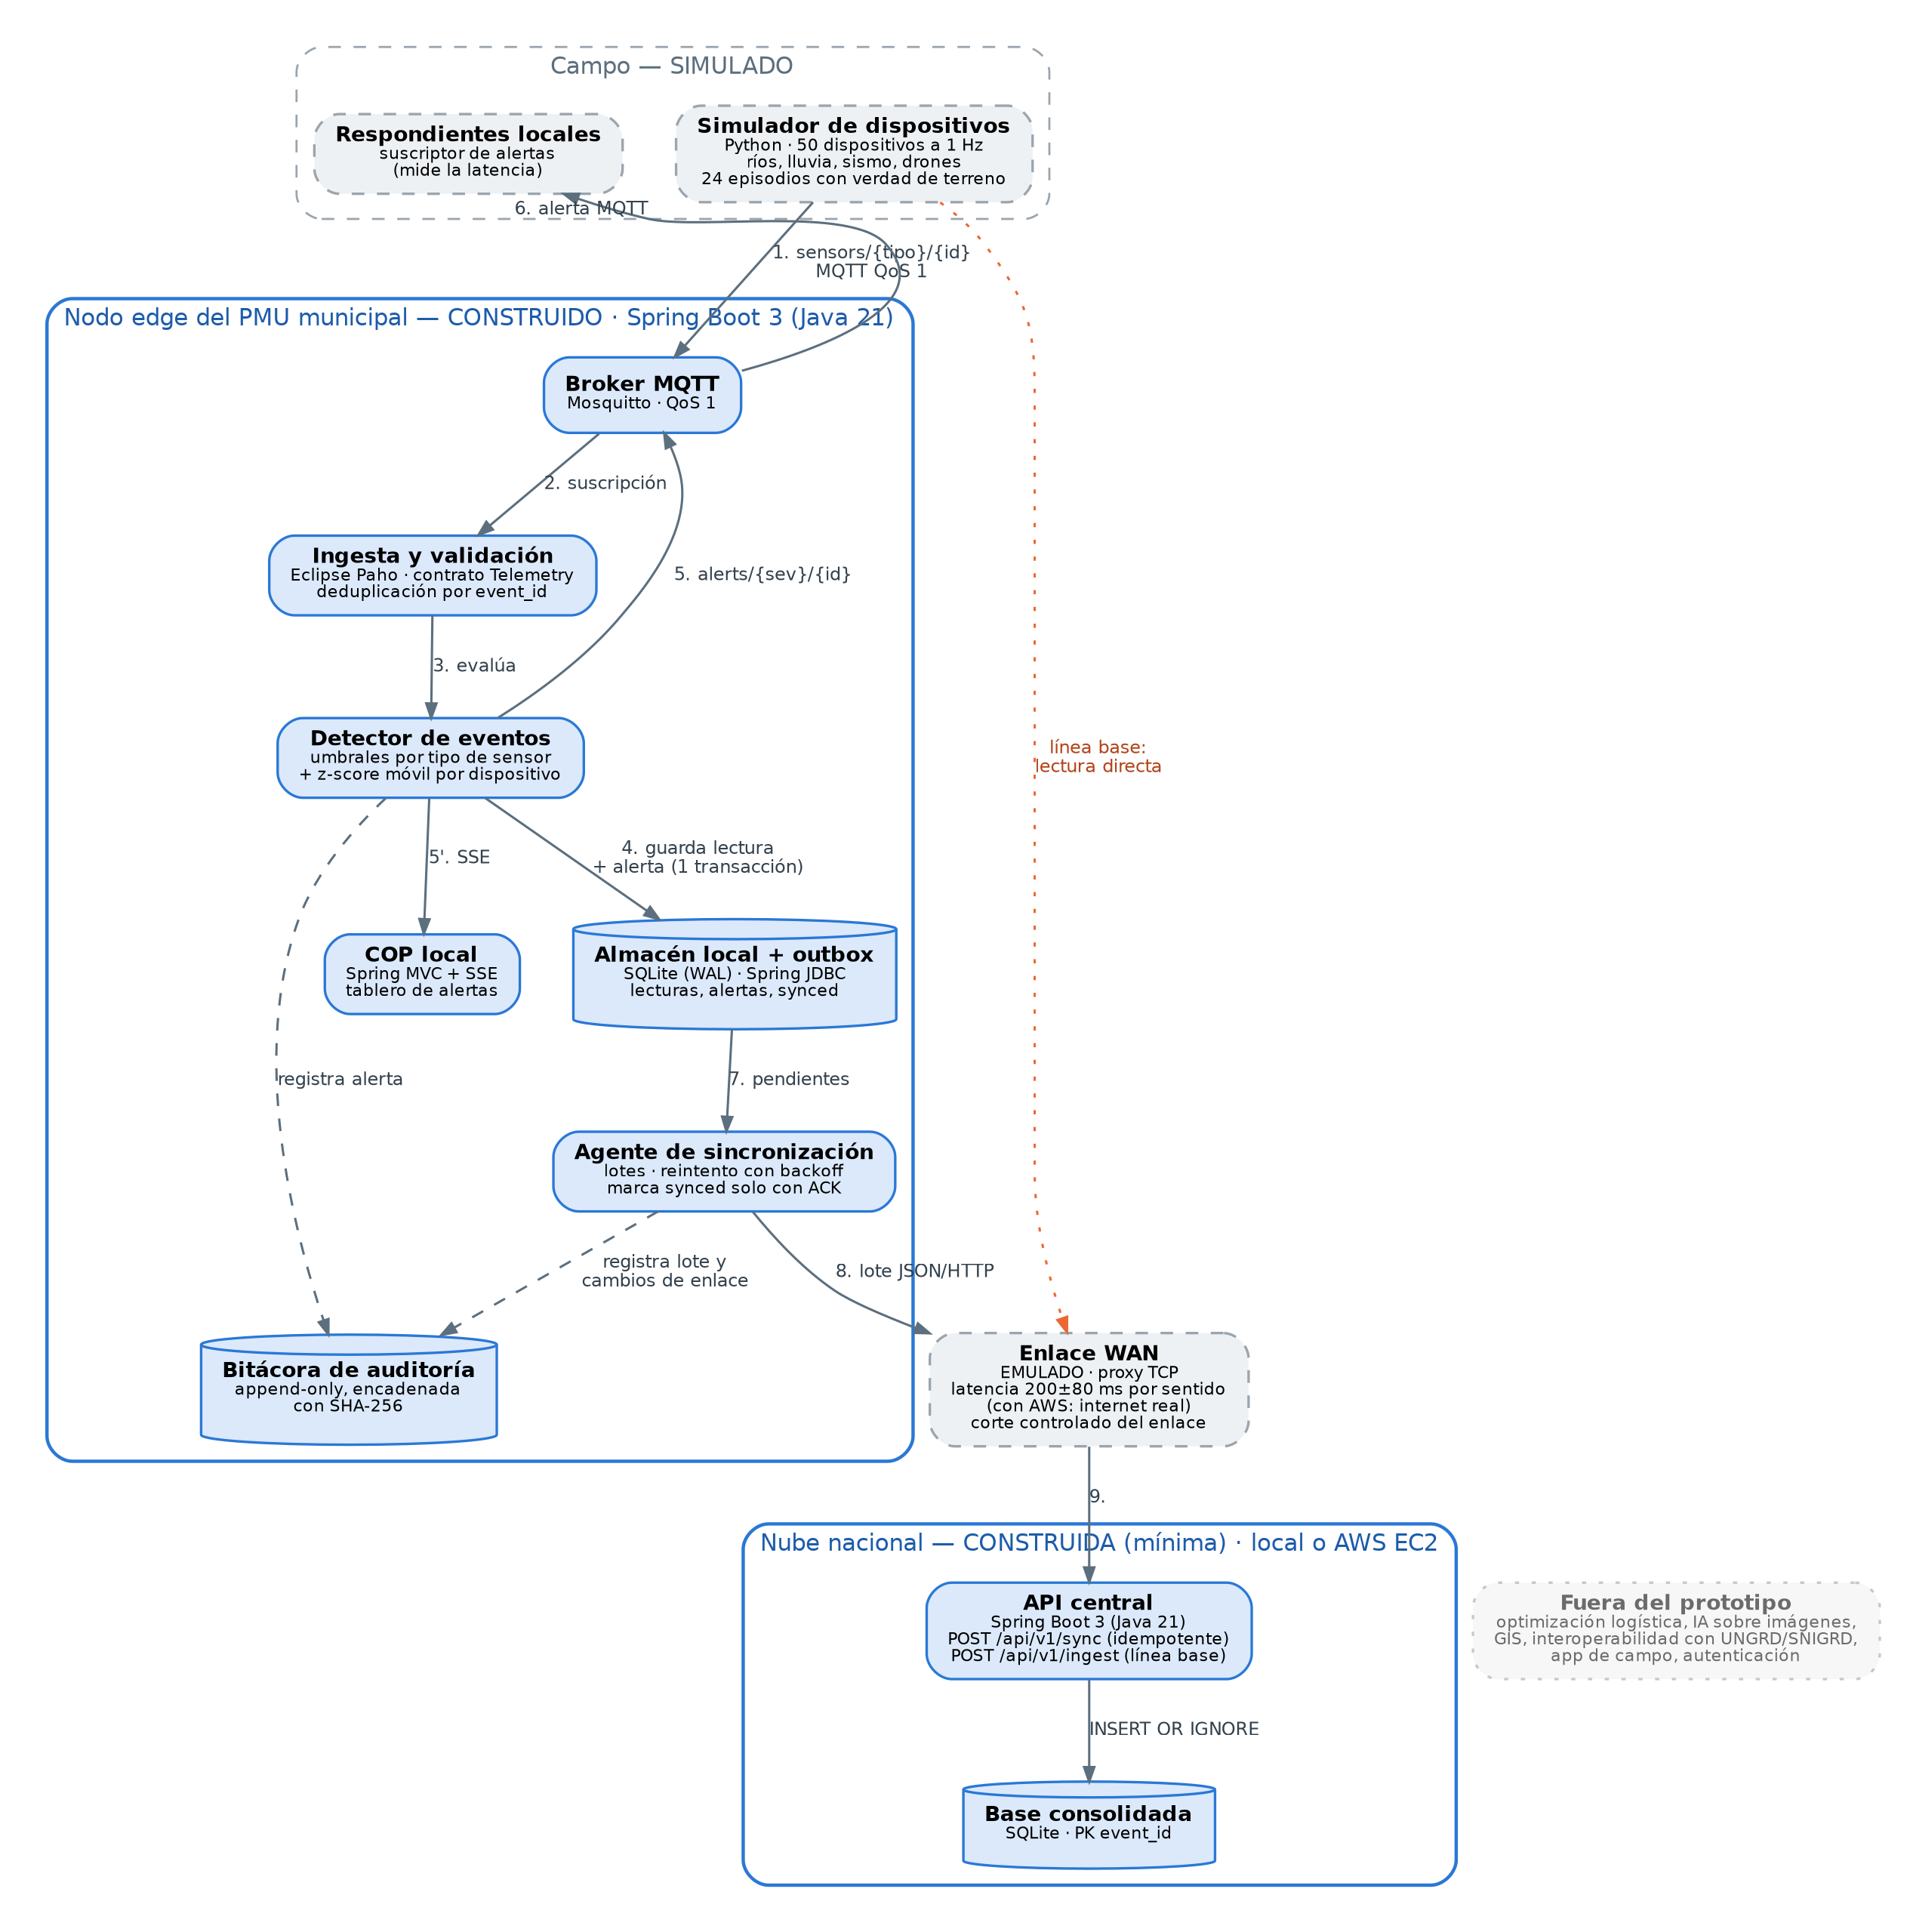 Campo — SIMULADO
Respondientes locales
suscriptor de alertas
(mide la latencia)
Simulador de dispositivos
Python · 50 dispositivos a 1 Hz
ríos, lluvia, sismo, drones
24 episodios con verdad de terreno
6. alerta MQTT
1. sensors/{tipo}/{id}
MQTT QoS 1
Nodo edge del PMU municipal — CONSTRUIDO · Spring Boot 3 (Java 21)
Broker MQTT
Mosquitto · QoS 1
2. suscripción
Ingesta y validación
Eclipse Paho · contrato Telemetry
deduplicación por event_id
5. alerts/{sev}/{id}
3. evalúa
Detector de eventos
umbrales por tipo de sensor
+ z-score móvil por dispositivo
línea base:
lectura directa
5'. SSE
4. guarda lectura
+ alerta (1 transacción)
COP local
Spring MVC + SSE
tablero de alertas
Almacén local + outbox
SQLite (WAL) · Spring JDBC
lecturas, alertas, synced
registra alerta
7. pendientes
Agente de sincronización
lotes · reintento con backoff
marca synced solo con ACK
registra lote y
cambios de enlace
8. lote JSON/HTTP
Bitácora de auditoría
append-only, encadenada
con SHA-256
Enlace WAN
EMULADO · proxy TCP
latencia 200±80 ms por sentido
(con AWS: internet real)
corte controlado del enlace
9.
Nube nacional — CONSTRUIDA (mínima) · local o AWS EC2
API central
Spring Boot 3 (Java 21)
POST /api/v1/sync (idempotente)
POST /api/v1/ingest (línea base)
Fuera del prototipo
optimización logística, IA sobre imágenes,
GIS, interoperabilidad con UNGRD/SNIGRD,
app de campo, autenticación
INSERT OR IGNORE
Base consolidada
SQLite · PK event_id